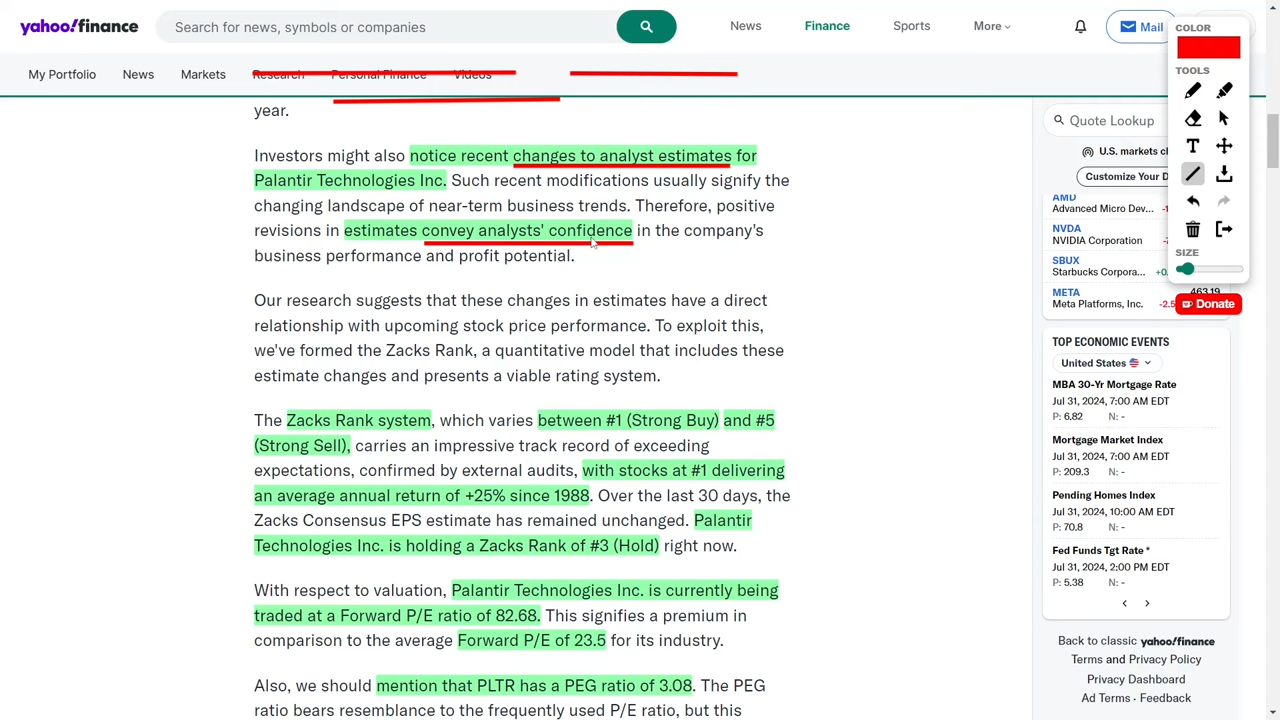 yahoo!finance
Search for news, symbols or companies
News
Finance
Sports
More
Mail
My Portfolio
News
Markets
Research
Personal Finance
Videos
year.
Investors might also notice recent changes to analyst estimates for
Palantir Technologies Inc. Such recent modifications usually signify the
changing landscape of near-term business trends. Therefore, positive
revisions in estimates convey analysts' confidence in the company's
business performance and profit potential.
Our research suggests that these changes in estimates have a direct
relationship with upcoming stock price performance. To exploit this,
we've formed the Zacks Rank, a quantitative model that includes these
estimate changes and presents a viable rating system.
The Zacks Rank system, which varies between #1 (Strong Buy) and #5
(Strong Sell), carries an impressive track record of exceeding
expectations, confirmed by external audits, with stocks at #1 delivering
an average annual return of +25% since 1988. Over the last 30 days, the
Zacks Consensus EPS estimate has remained unchanged. Palantir
Technologies Inc. is holding a Zacks Rank of #3 (Hold) right now.
With respect to valuation, Palantir Technologies Inc. is currently being
traded at a Forward P/E ratio of 82.68. This signifies a premium in
comparison to the average Forward P/E of 23.5 for its industry.
Also, we should mention that PLTR has a PEG ratio of 3.08. The PEG
ratio bears resemblance to the frequently used P/E ratio, but this
Quote Lookup
U.S. markets cl
Customize Your D
AMD
Advanced Micro Dev... -1
NVDA
NVIDIA Corporation -
SBUX
Starbucks Corpora... +0.
META 463.19
Meta Platforms, Inc. -2.5
TOP ECONOMIC EVENTS
United States
MBA 30-Yr Mortgage Rate
Jul 31, 2024, 7:00 AM EDT
P: 6.82 N: -
Mortgage Market Index
Jul 31, 2024, 7:00 AM EDT
P: 209.3 N: -
Pending Homes Index
Jul 31, 2024, 10:00 AM EDT
P: 70.8 N: -
Fed Funds Tgt Rate *
Jul 31, 2024, 2:00 PM EDT
P: 5.38 N: -
Back to classic yahoo!finance
Terms and Privacy Policy
Privacy Dashboard
Ad Terms • Feedback
COLOR
TOOLS
T
SIZE
Donate